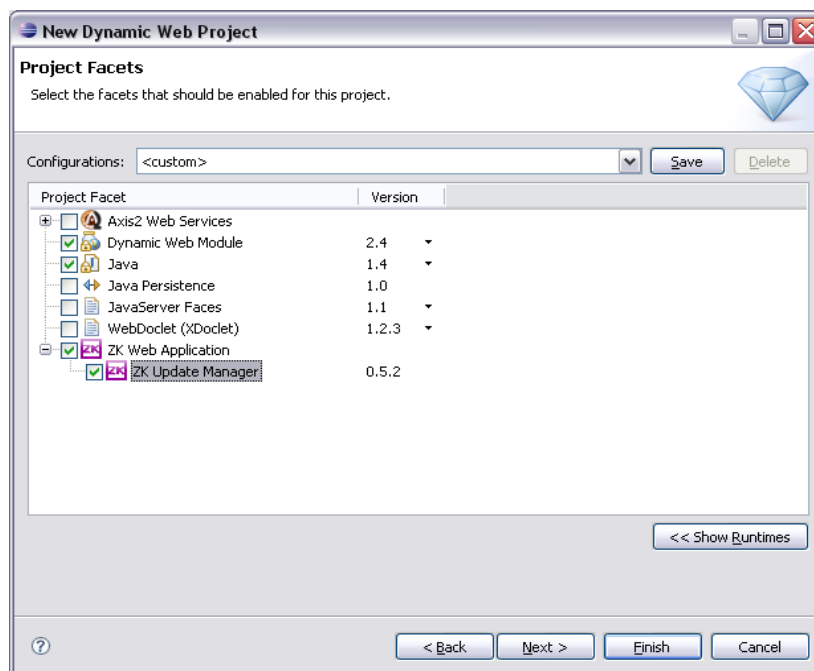 New Dynamic Web Project
Project Facets
Select the facets that should be enabled for this project.
Configurations: <custom> Save Delete
Project Facet Version
Axis2 Web Services
Dynamic Web Module 2.4
Java 1.4
Java Persistence 1.0
JavaServer Faces 1.1
WebDoclet (XDoclet) 1.2.3
ZK ZK Web Application
ZK ZK Update Manager 0.5.2
<< Show Runtimes
? < Back Next > Finish Cancel